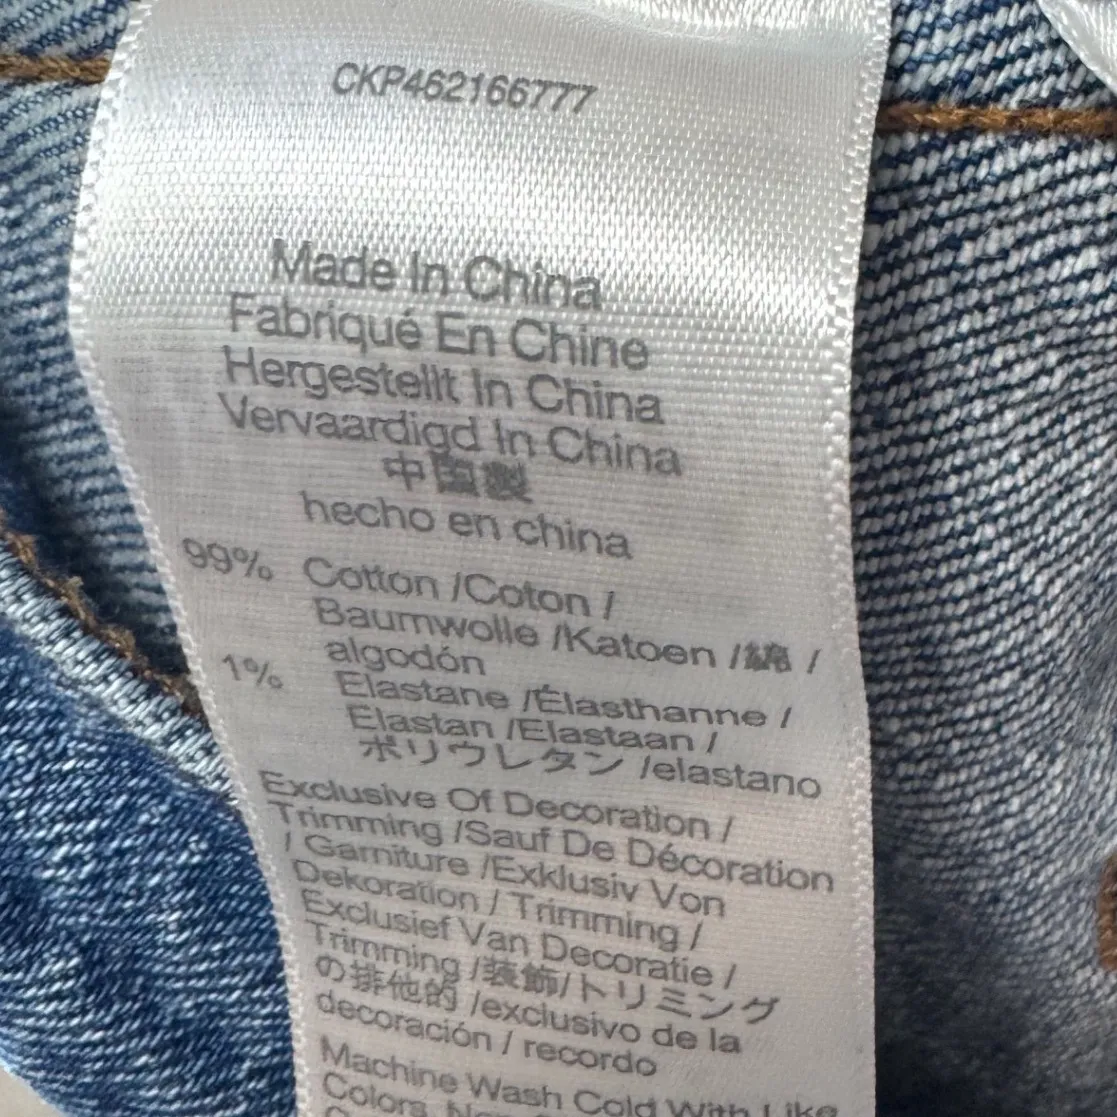 CKP462166777
Made In China
Fabriqué En Chine
Hergestellt In China
Vervaardigd In China
中国製
hecho en china
99% Cotton /Coton /
Baumwolle /Katoen /綿 /
algodón
1% Elastane /Élasthanne /
Elastan /Elastaan /
ポリウレタン /elastano
Exclusive Of Decoration /
Trimming /Sauf De Décoration
/ Garniture /Exklusiv Von
Dekoration / Trimming /
Exclusief Van Decoratie /
Trimming /装飾/トリミング
の排他的 /exclusivo de la
decoración / recordo
Machine Wash Cold With Like
Colors